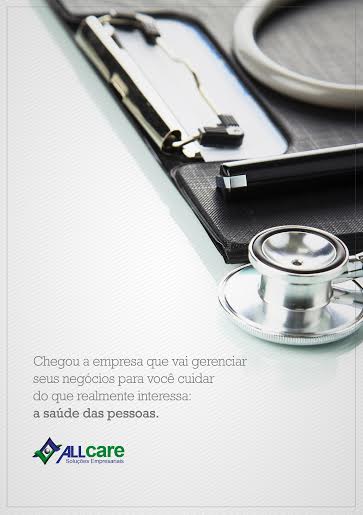 Chegou a empresa que vai gerenciar
seus negócios para você cuidar
do que realmente interessa:
a saúde das pessoas.
ALLcare
Soluções Empresariais